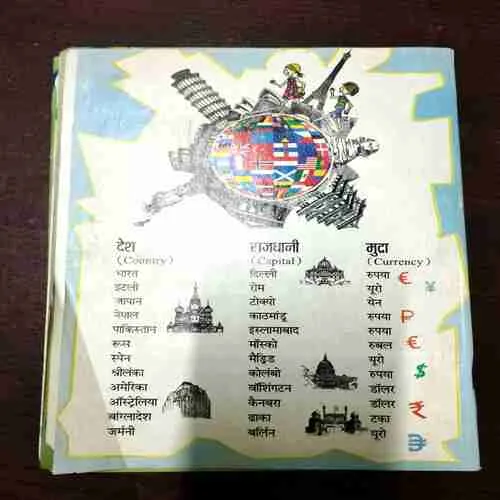 देश राजधानी मुद्रा
(Country) (Capital) (Currency)
भारत दिल्ली रुपया €
इटली रोम यूरो ¥
जापान टोक्यो येन
नेपाल काठमांडू रुपया ₽
पाकिस्तान इस्लामाबाद रुपया
रूस मॉस्को रुबल €
स्पेन मैड्रिड यूरो
श्रीलंका कोलंबो रुपया $
अमेरिका वॉशिंगटन डॉलर
ऑस्ट्रेलिया कैनबरा डॉलर ₹
बांग्लादेश ढाका टका
जर्मनी बर्लिन यूरो